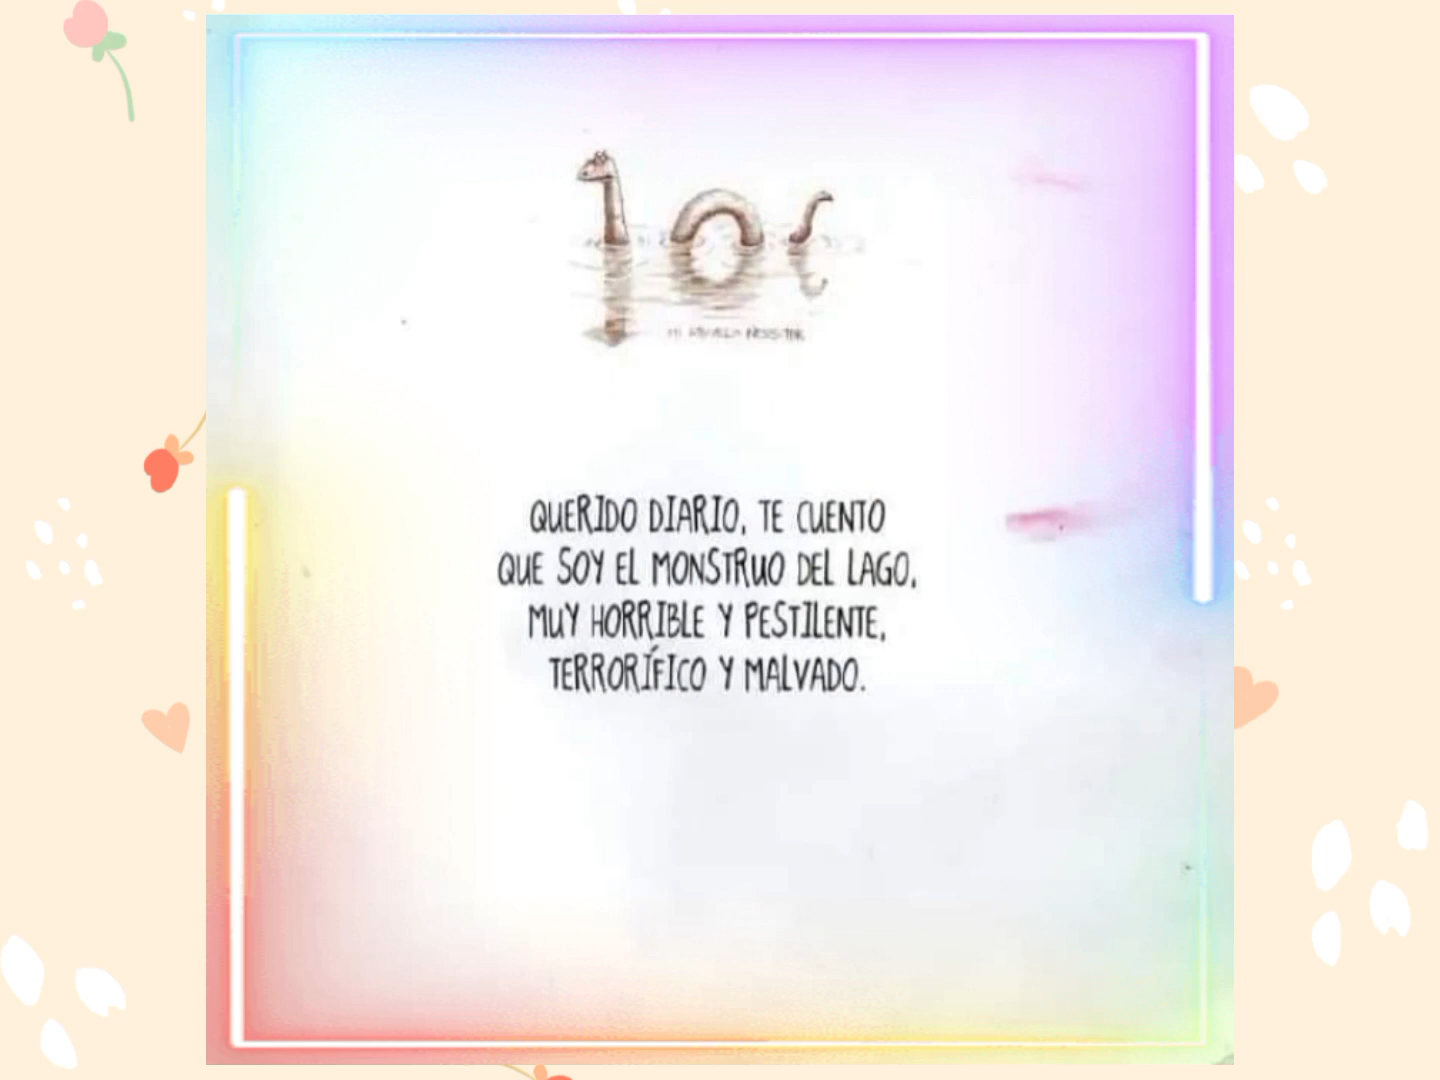 QUERIDO DIARIO, TE CUENTO
QUE SOY EL MONSTRUO DEL LAGO,
MUY HORRIBLE Y PESTILENTE,
TERRORÍFICO Y MALVADO.